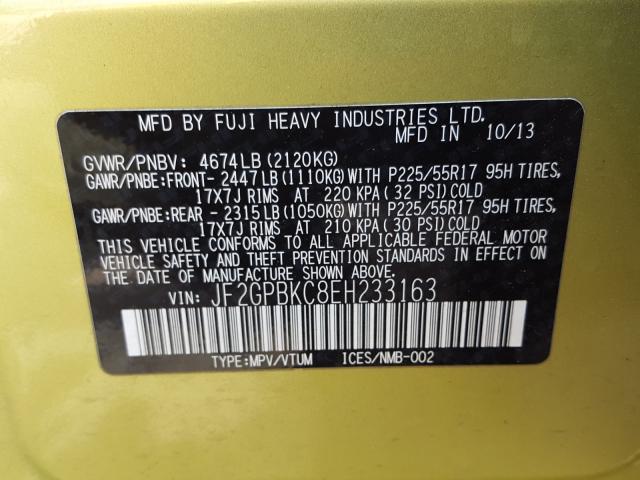 MFD BY FUJI HEAVY INDUSTRIES LTD.
MFD IN 10/13
GVWR/PNBV: 4674LB(2120KG)
GAWR/PNBE:FRONT- 2447LB(1110KG)WITH P225/55R17 95H TIRES,
17X7J RIMS AT 220 KPA(32 PSI)COLD
GAWR/PNBE:REAR - 2315LB(1050KG)WITH P225/55R17 95H TIRES,
17X7J RIMS AT 210 KPA(30 PSI)COLD
THIS VEHICLE CONFORMS TO ALL APPLICABLE FEDERAL MOTOR
VEHICLE SAFETY AND THEFT PREVENTION STANDARDS IN EFFECT ON
THE DATE OF MANUFACTURE SHOWN ABOVE.
VIN: JF2GPBKC8EH233163
TYPE:MPV/VTUM ICES/NMB-002